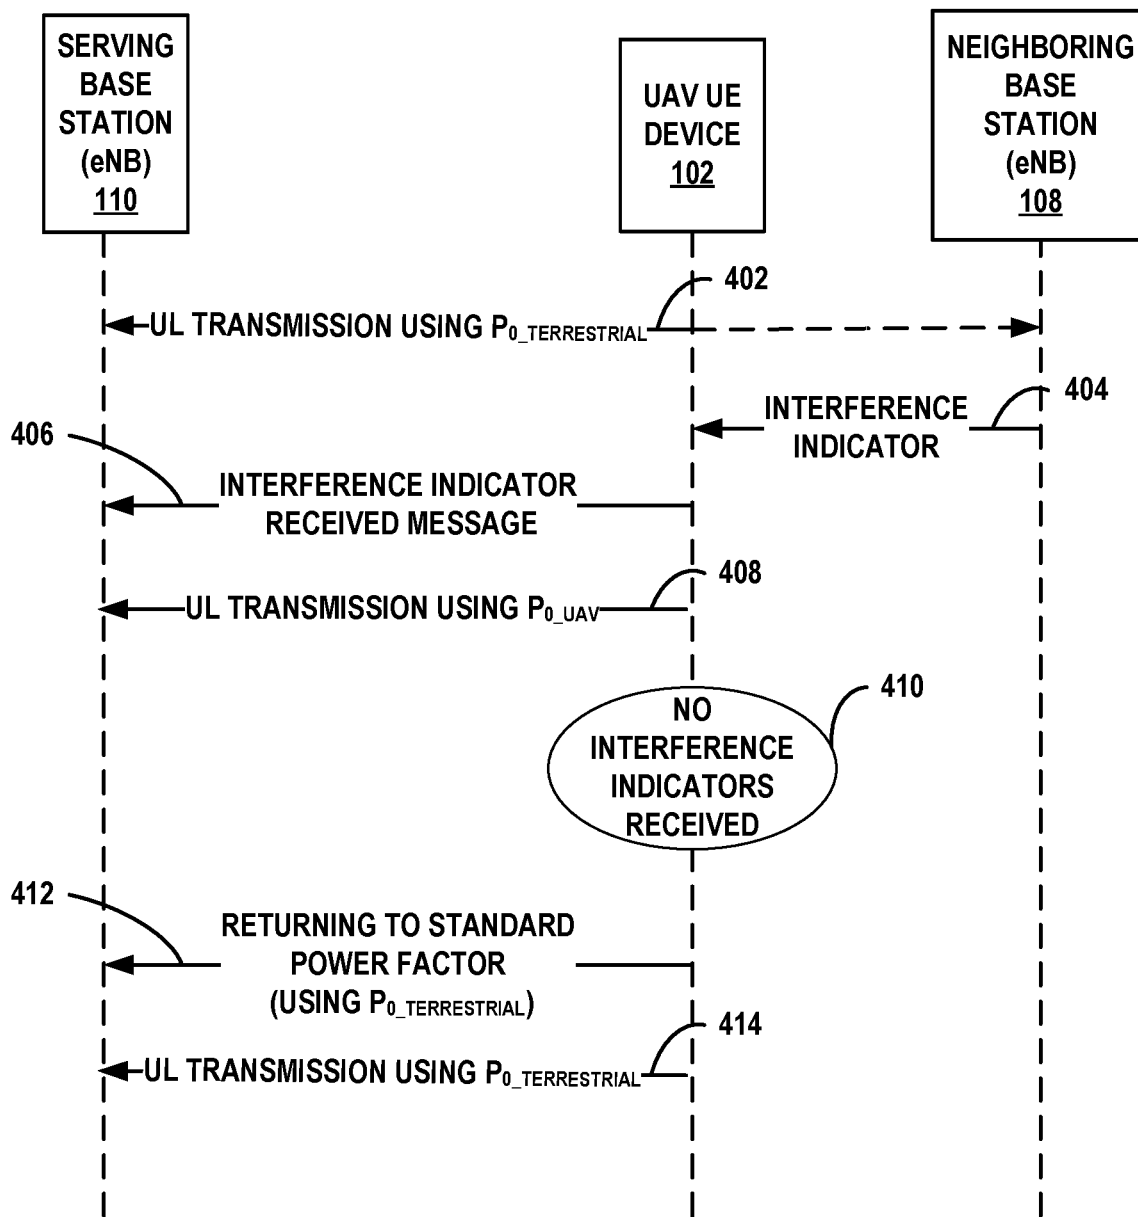 SERVING
BASE
STATION
(eNB)
110
UAV UE
DEVICE
102
NEIGHBORING
BASE
STATION
(eNB)
108
402
UL TRANSMISSION USING P0_TERRESTRIAL
404
INTERFERENCE
INDICATOR
406
INTERFERENCE INDICATOR
RECEIVED MESSAGE
408
UL TRANSMISSION USING P0_UAV
410
NO
INTERFERENCE
INDICATORS
RECEIVED
412
RETURNING TO STANDARD
POWER FACTOR
(USING P0_TERRESTRIAL)
414
UL TRANSMISSION USING P0_TERRESTRIAL